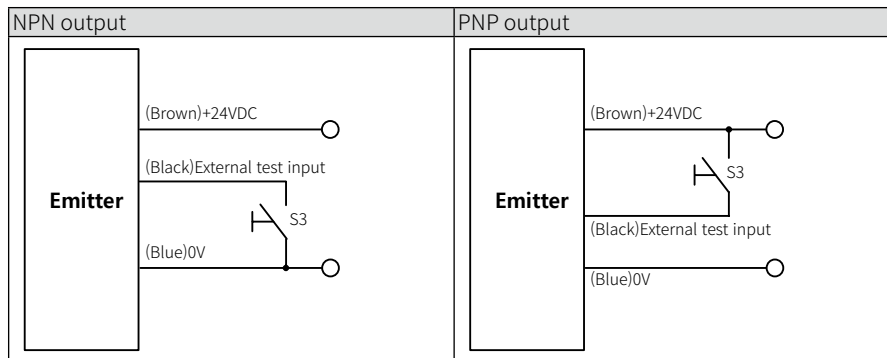 NPN output
PNP output
(Brown)+24VDC
(Black)External test input
Emitter
S3
(Blue)0V
(Brown)+24VDC
S3
Emitter
(Black)External test input
(Blue)0V